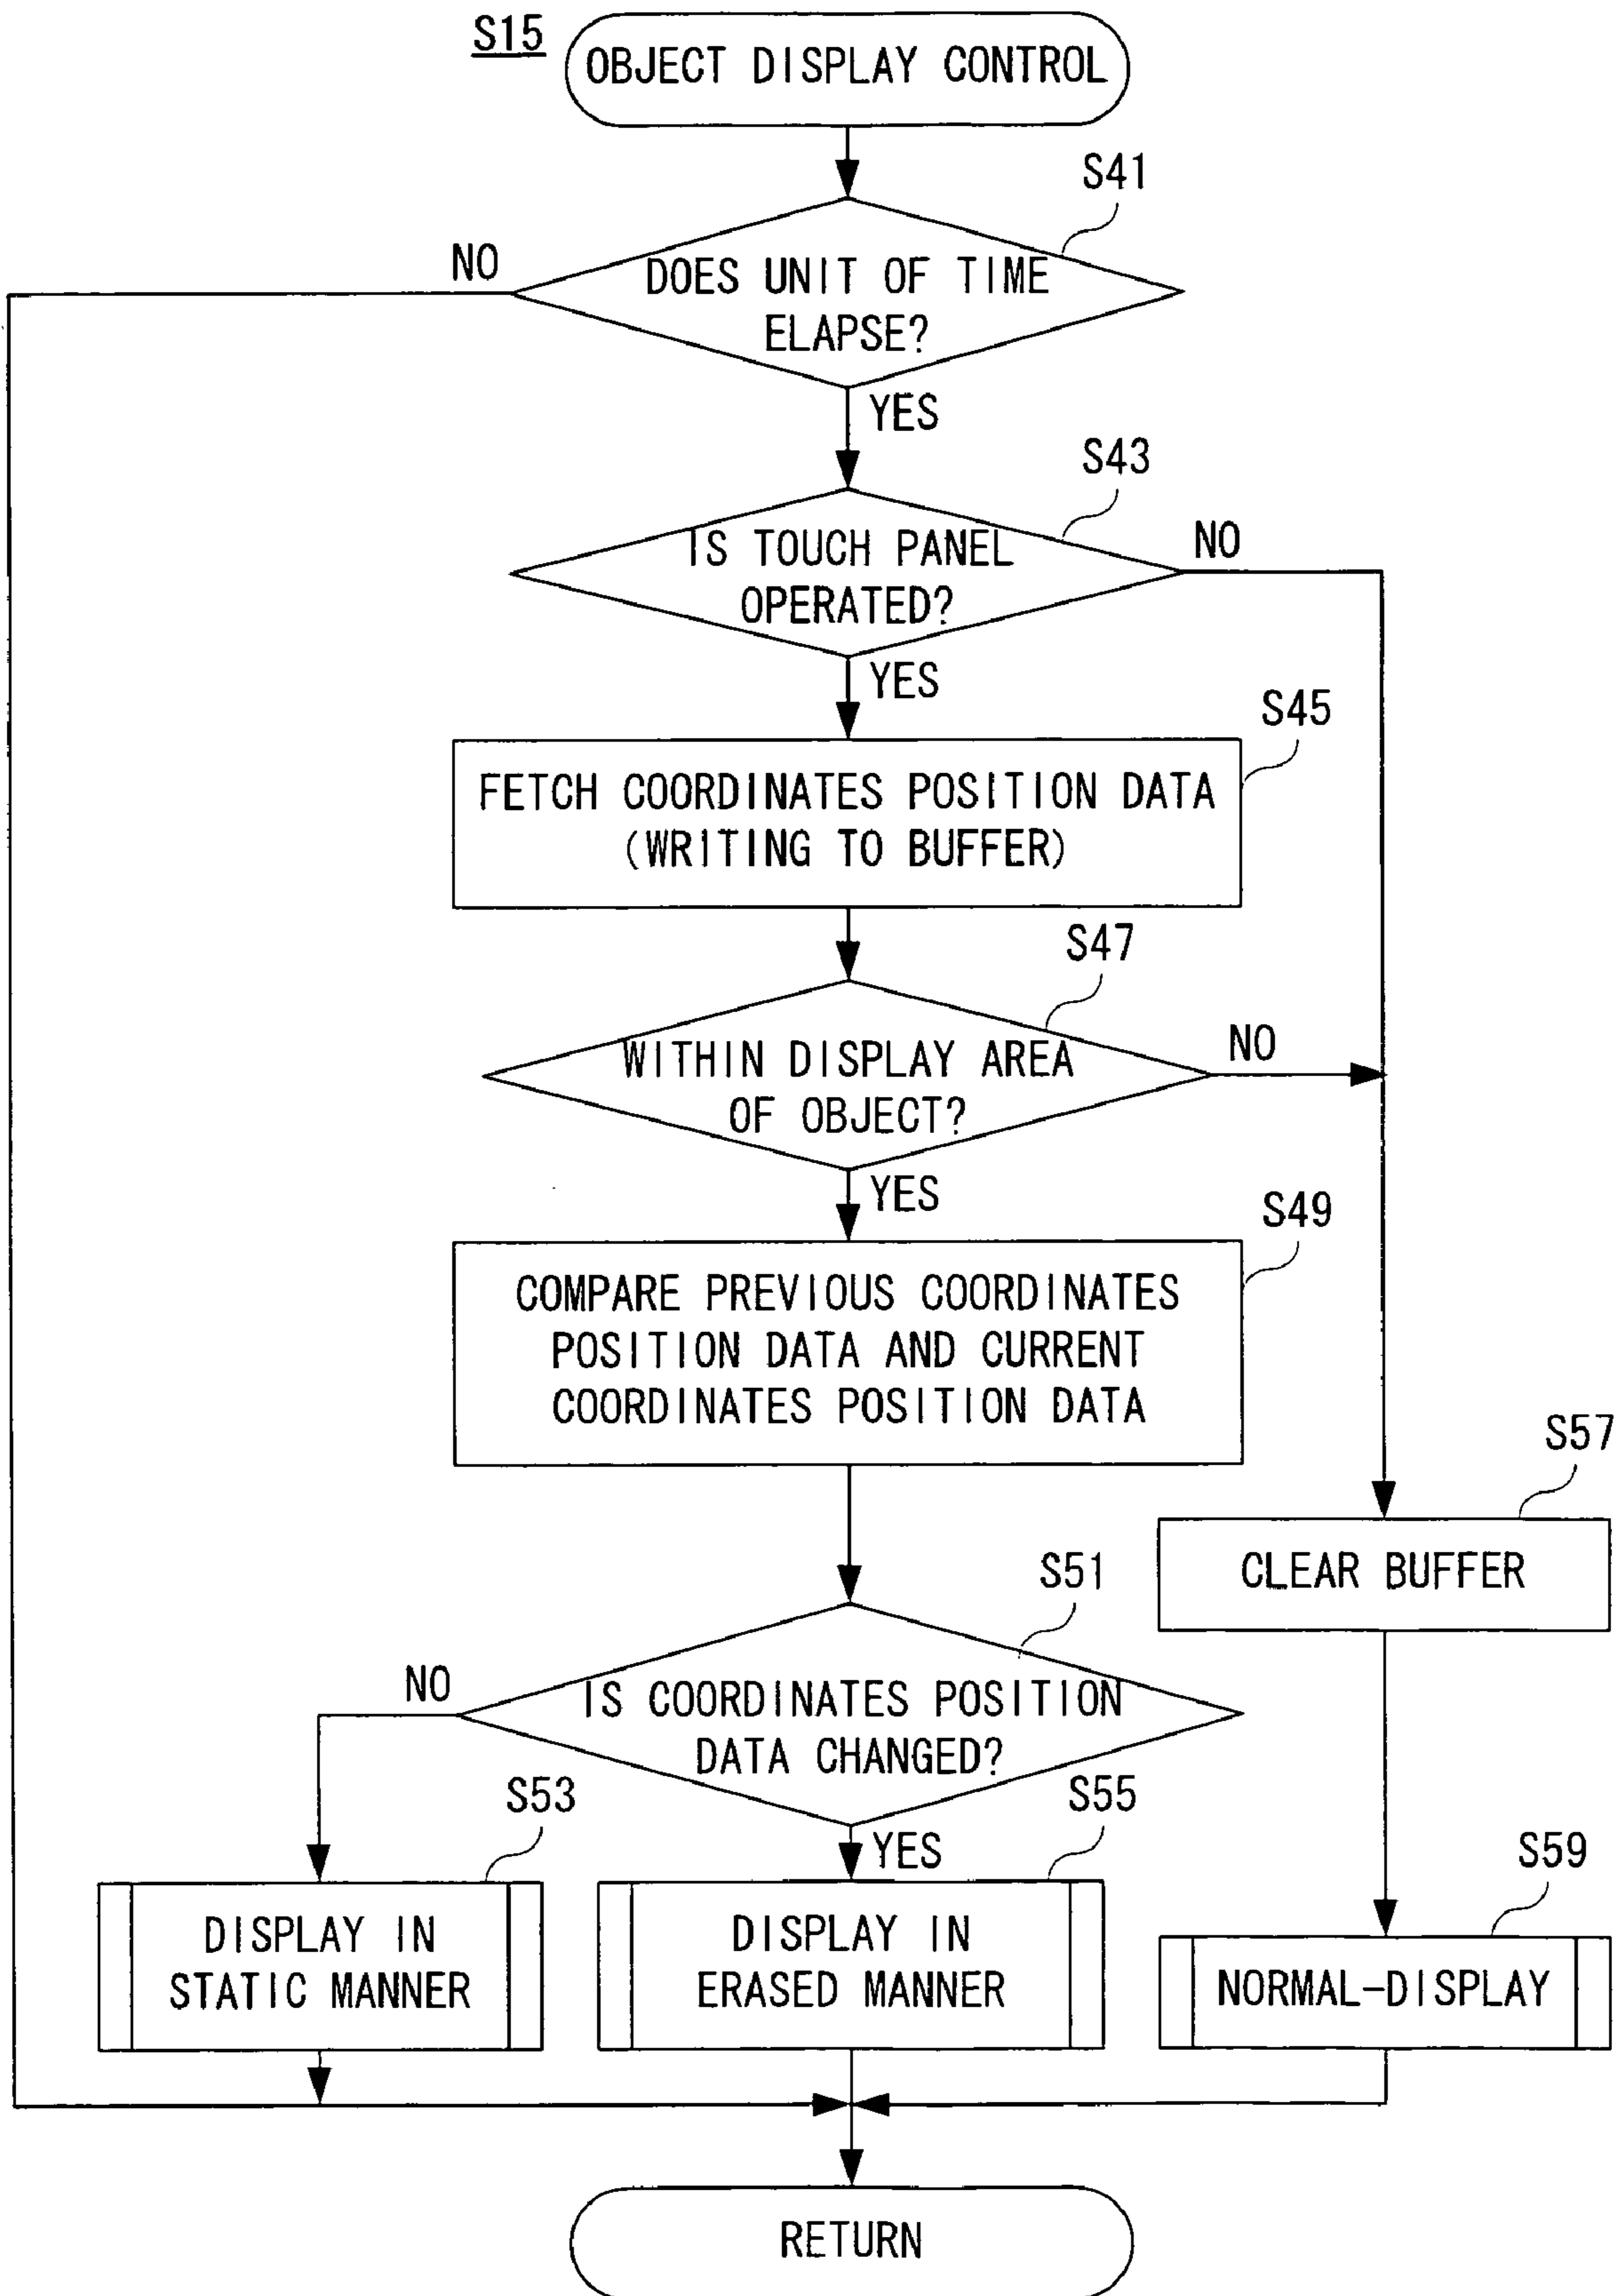 S15
OBJECT DISPLAY CONTROL
S41
NO
DOES UNIT OF TIME
ELAPSE?
YES
S43
IS TOUCH PANEL
OPERATED?
NO
YES
S45
FETCH COORDINATES POSITION DATA
(WRITING TO BUFFER)
S47
WITHIN DISPLAY AREA
OF OBJECT?
NO
YES
S49
COMPARE PREVIOUS COORDINATES
POSITION DATA AND CURRENT
COORDINATES POSITION DATA
S57
CLEAR BUFFER
S51
NO
IS COORDINATES POSITION
DATA CHANGED?
S53
S55
YES
S59
DISPLAY IN
STATIC MANNER
DISPLAY IN
ERASED MANNER
NORMAL-DISPLAY
RETURN